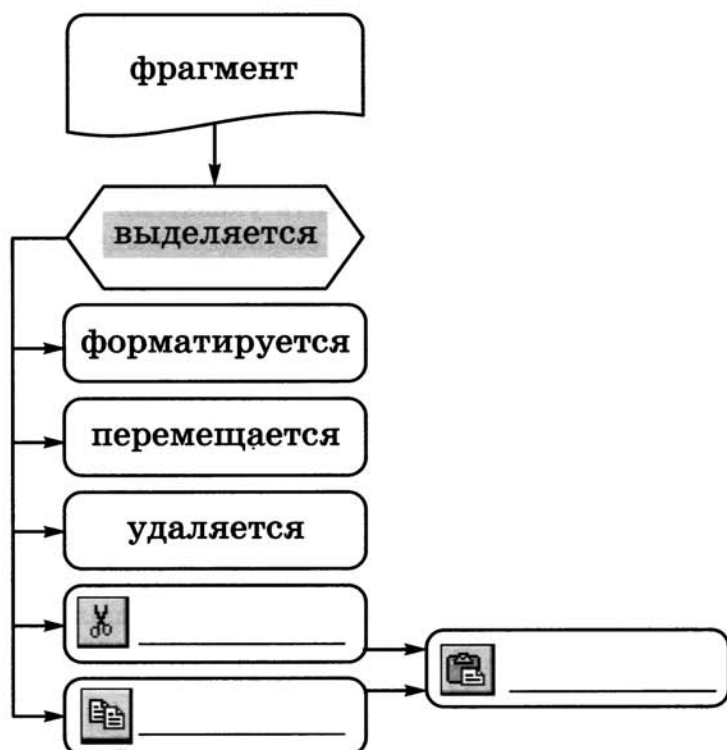 фрагмент
выделяется
форматируется
перемещается
удаляется